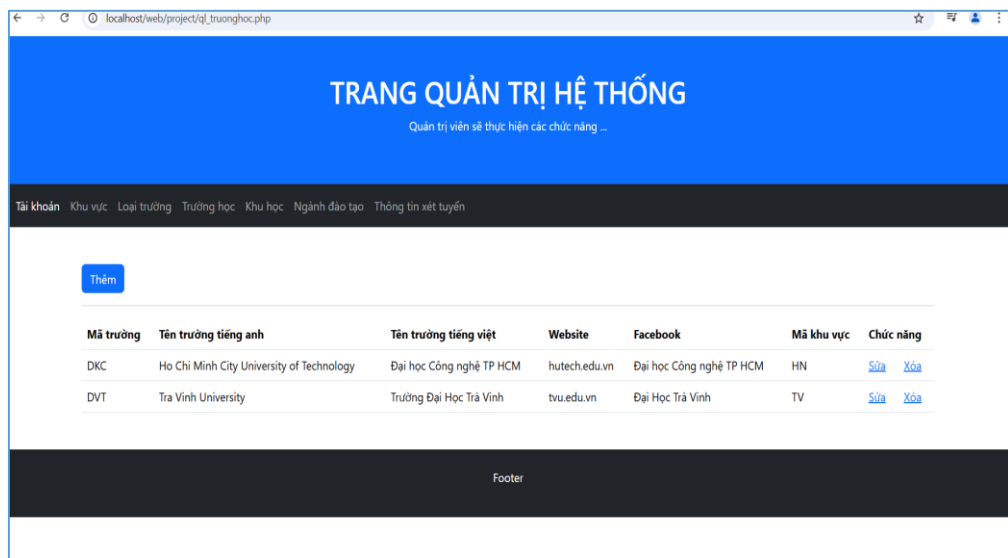 localhost/web/project/ql_truonghoc.php
TRANG QUẢN TRỊ HỆ THỐNG
Quản trị viên sẽ thực hiện các chức năng ...
Tài khoản Khu vực Loại trường Trường học Khu học Ngành đào tạo Thông tin xét tuyển
Thêm
Mã trường Tên trường tiếng anh Tên trường tiếng việt Website Facebook Mã khu vực Chức năng
DKC Ho Chi Minh City University of Technology Đại học Công nghệ TP HCM hutech.edu.vn Đại học Công nghệ TP HCM HN Sửa Xóa
DVT Tra Vinh University Trường Đại Học Trà Vinh tvu.edu.vn Đại Học Trà Vinh TV Sửa Xóa
Footer